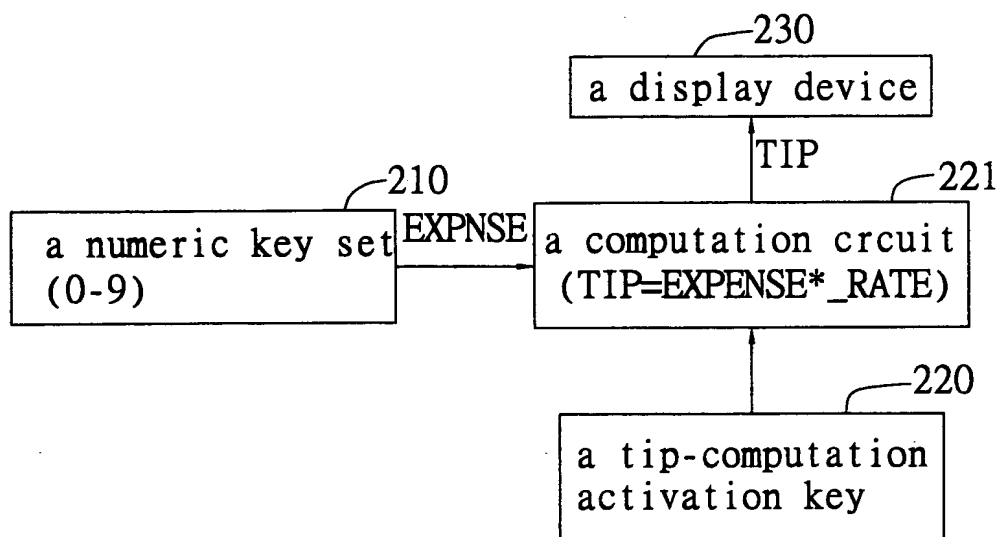 230
a display device
TIP
221
210
a numeric key set
(0-9)
EXPNSE
a computation crcuit
(TIP=EXPENSE*_RATE)
220
a tip-computation
activation key